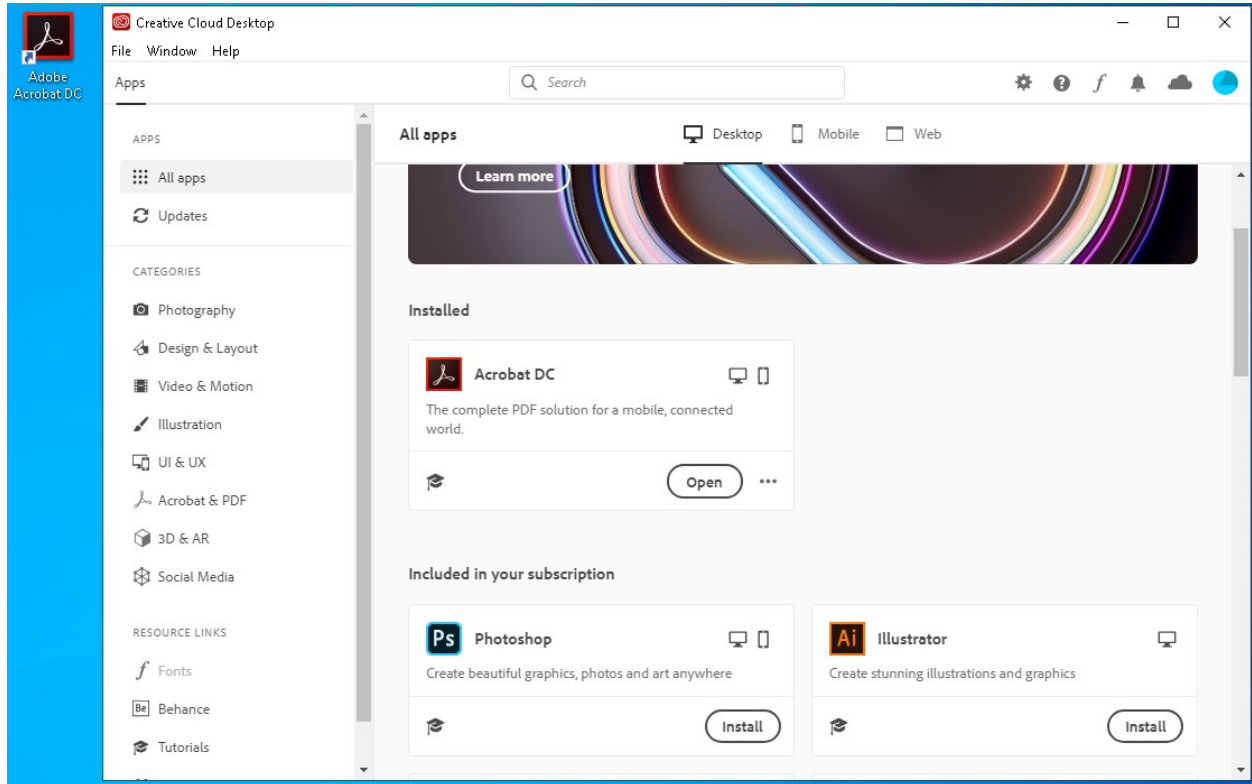 Adobe
Acrobat DC
Creative Cloud Desktop
File Window Help
Apps
Search
APPS
All apps
Updates
CATEGORIES
Photography
Design & Layout
Video & Motion
Illustration
UI & UX
Acrobat & PDF
3D & AR
Social Media
RESOURCE LINKS
Fonts
Be Behance
Tutorials
All apps Desktop Mobile Web
Learn more
Installed
Acrobat DC
The complete PDF solution for a mobile, connected
world.
Open
Included in your subscription
Ps Photoshop
Create beautiful graphics, photos and art anywhere
Install
Ai Illustrator
Create stunning illustrations and graphics
Install